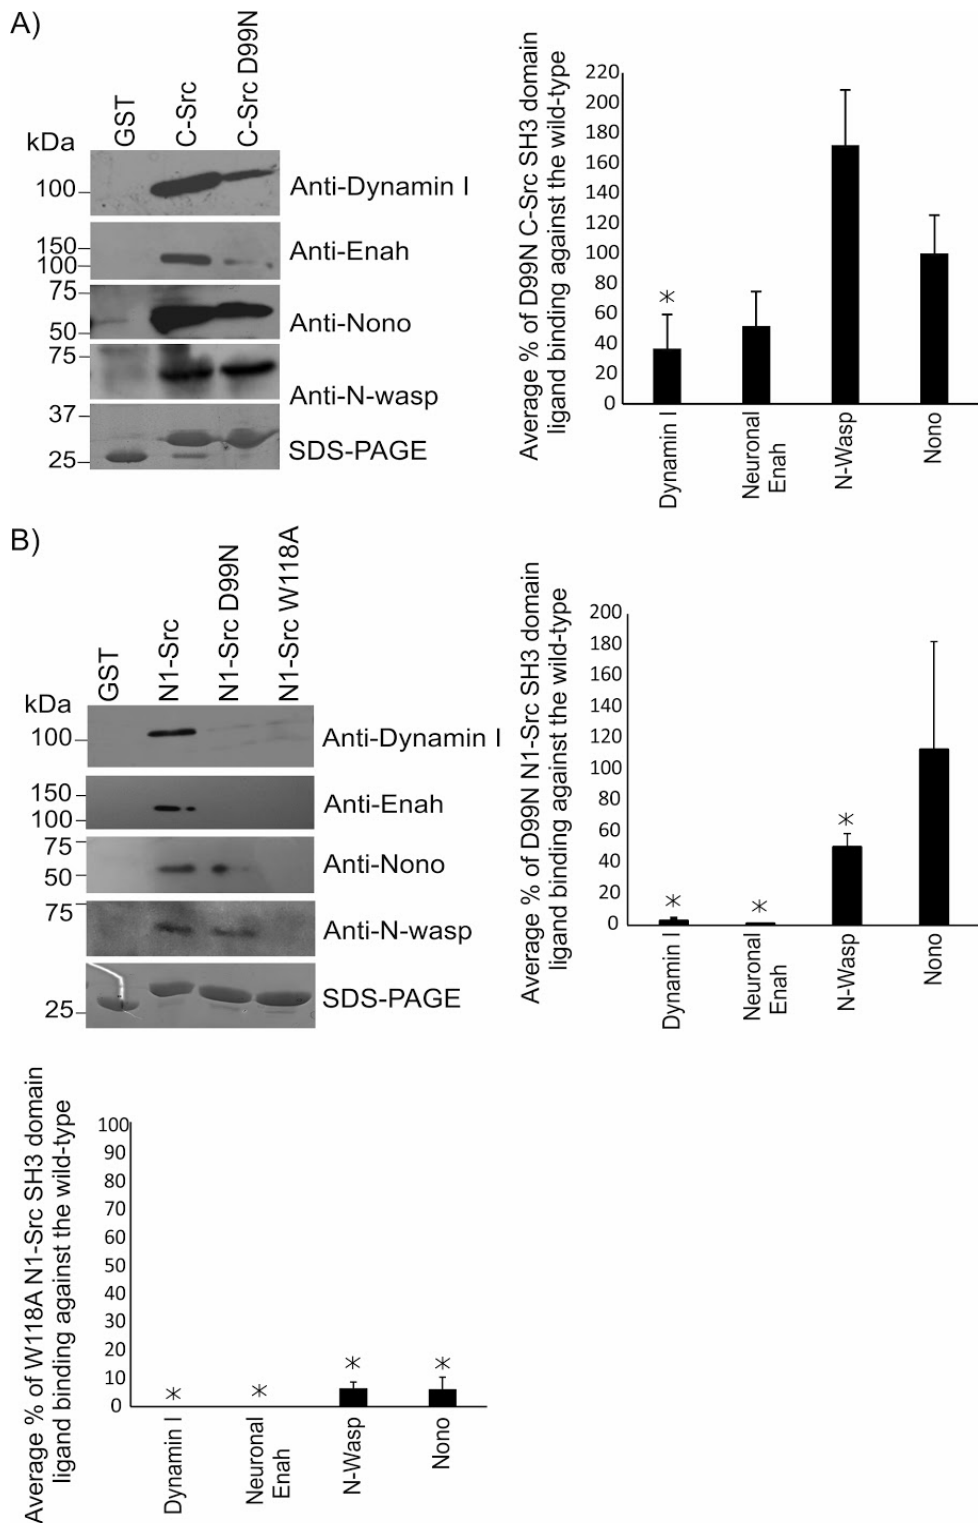 A)
GST
C-Src
C-Src D99N
kDa
100
Anti-Dynamin I
150
100
Anti-Enah
75
50
Anti-Nono
75
Anti-N-wasp
37
25
SDS-PAGE
Average % of D99N C-Src SH3 domain
ligand binding against the wild-type
220
200
180
160
140
120
100
80
60
40
20
0
*
Dynamin I
Neuronal
Enah
N-Wasp
Nono
B)
GST
N1-Src
N1-Src D99N
N1-Src W118A
kDa
100
Anti-Dynamin I
150
100
Anti-Enah
75
50
Anti-Nono
75
Anti-N-wasp
25
SDS-PAGE
Average % of D99N N1-Src SH3 domain
ligand binding against the wild-type
200
180
160
140
120
100
80
60
40
20
0
* * *
Dynamin I
Neuronal
Enah
N-Wasp
Nono
Average % of W118A N1-Src SH3 domain
ligand binding against the wild-type
100
90
80
70
60
50
40
30
20
10
0
* * * *
Dynamin I
Neuronal
Enah
N-Wasp
Nono